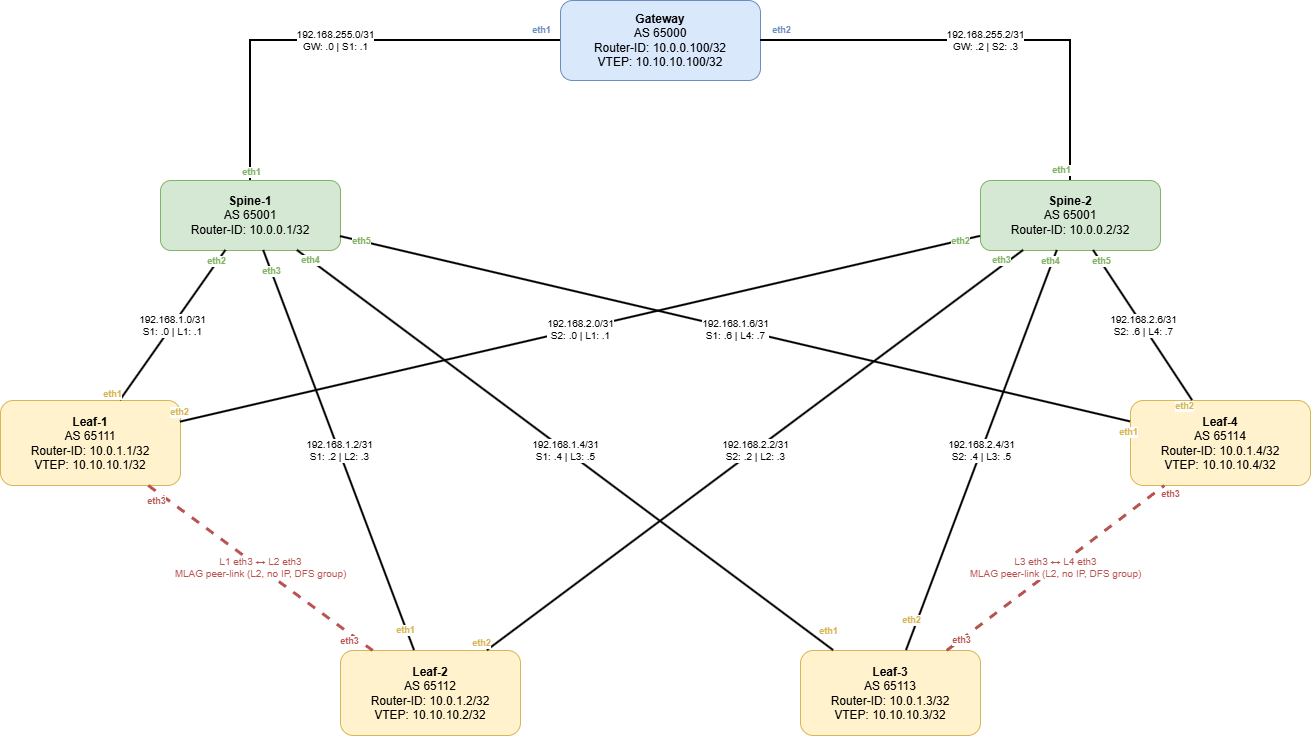 Gateway
AS 65000
Router-ID: 10.0.0.100/32
VTEP: 10.10.10.100/32
eth1
eth2
192.168.255.0/31
GW: .0 | S1: .1
192.168.255.2/31
GW: .2 | S2: .3
eth1
eth1
Spine-1
AS 65001
Router-ID: 10.0.0.1/32
Spine-2
AS 65001
Router-ID: 10.0.0.2/32
eth5
eth2
eth2
eth3
eth4
eth3
eth4
eth5
192.168.1.0/31
S1: .0 | L1: .1
192.168.2.0/31
S2: .0 | L1: .1
192.168.1.6/31
S1: .6 | L4: .7
192.168.2.6/31
S2: .6 | L4: .7
eth1
eth2
eth2
eth1
Leaf-1
AS 65111
Router-ID: 10.0.1.1/32
VTEP: 10.10.10.1/32
192.168.1.2/31
S1: .2 | L2: .3
192.168.1.4/31
S1: .4 | L3: .5
192.168.2.2/31
S2: .2 | L2: .3
192.168.2.4/31
S2: .4 | L3: .5
Leaf-4
AS 65114
Router-ID: 10.0.1.4/32
VTEP: 10.10.10.4/32
eth3
eth3
L1 eth3 ↔ L2 eth3
MLAG peer-link (L2, no IP, DFS group)
L3 eth3 ↔ L4 eth3
MLAG peer-link (L2, no IP, DFS group)
eth3
eth1
eth2
eth1
eth2
eth3
Leaf-2
AS 65112
Router-ID: 10.0.1.2/32
VTEP: 10.10.10.2/32
Leaf-3
AS 65113
Router-ID: 10.0.1.3/32
VTEP: 10.10.10.3/32